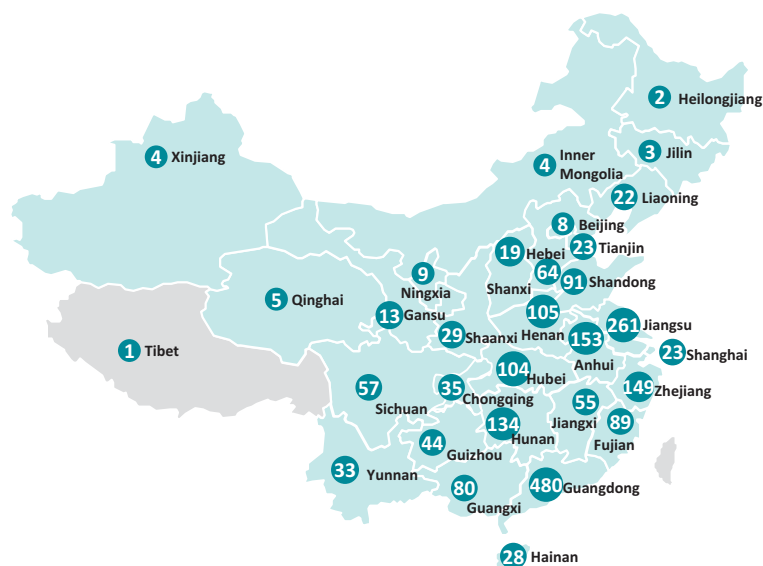 2 Heilongjiang
4 Xinjiang
3 Jilin
4 Inner
Mongolia
22 Liaoning
8 Beijing
23 Tianjin
19 Hebei
64
Shanxi
91 Shandong
9
Ningxia
5 Qinghai
13 Gansu
105
Henan
261 Jiangsu
29 Shaanxi
153
Anhui
1 Tibet
23 Shanghai
104
Hubei
57
Sichuan
35
Chongqing
149 Zhejiang
55
Jiangxi
89
Fujian
134
Hunan
44
Guizhou
33 Yunnan
80
Guangxi
480 Guangdong
28 Hainan